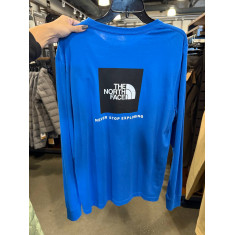 THE
NORTH
FACE
NEVER STOP EXPLORING